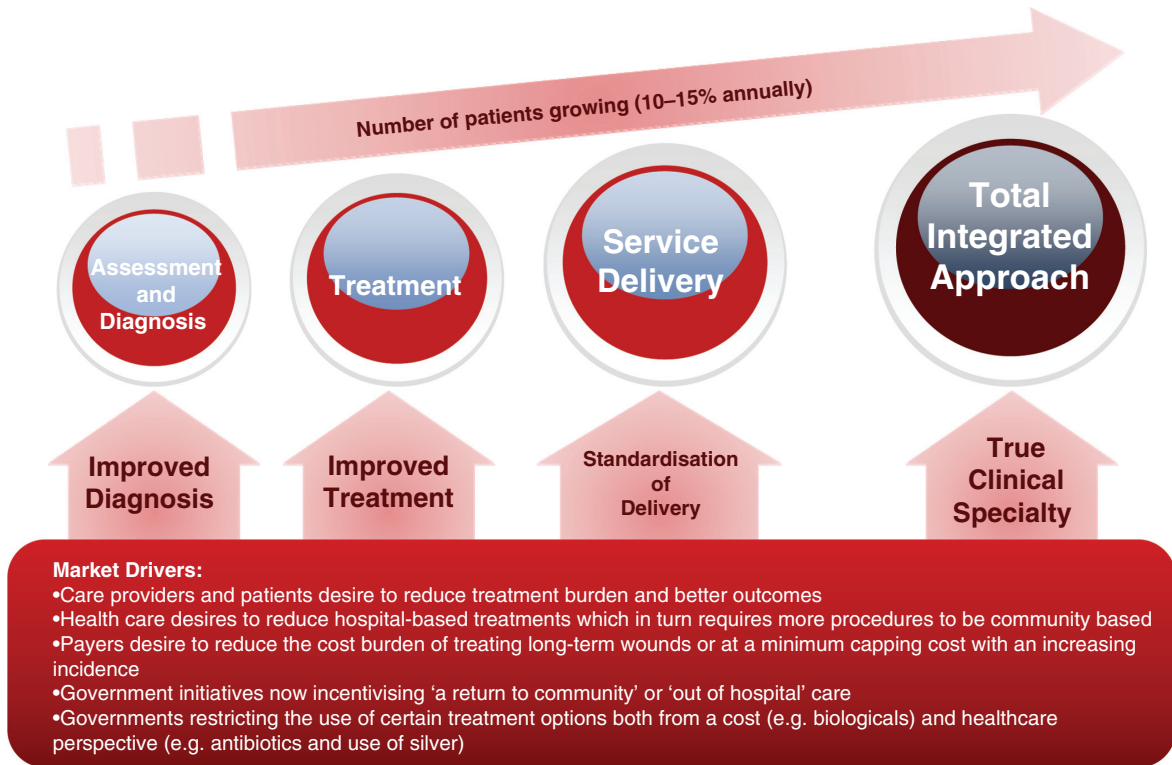 Number of patients growing (10–15% annually)
Assessment
and
Diagnosis
Treatment
Service
Delivery
Total
Integrated
Approach
Improved
Diagnosis
Improved
Treatment
Standardisation
of
Delivery
True
Clinical
Specialty
Market Drivers:
•Care providers and patients desire to reduce treatment burden and better outcomes
•Health care desires to reduce hospital-based treatments which in turn requires more procedures to be community based
•Payers desire to reduce the cost burden of treating long-term wounds or at a minimum capping cost with an increasing
incidence
•Government initiatives now incentivising ‘a return to community’ or ‘out of hospital’ care
•Governments restricting the use of certain treatment options both from a cost (e.g. biologicals) and healthcare
perspective (e.g. antibiotics and use of silver)